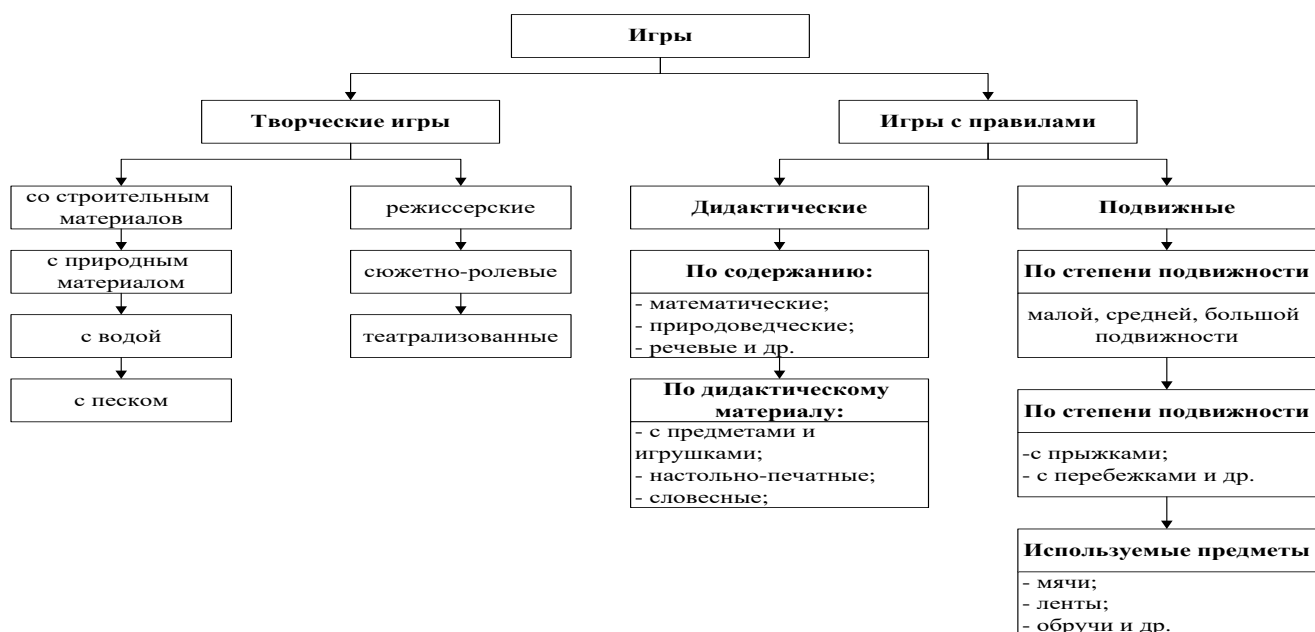 Игры
Творческие игры
Игры с правилами
со строительным
материалов
с природным
материалом
с водой
с песком
режиссерские
сюжетно-ролевые
театрализованные
Дидактические
По содержанию:
- математические;
- природоведческие;
- речевые и др.
По дидактическому
материалу:
- с предметами и
игрушками;
- настольно-печатные;
- словесные;
Подвижные
По степени подвижности
малой, средней, большой
подвижности
По степени подвижности
-с прыжками;
- с перебежками и др.
Используемые предметы
- мячи;
- ленты;
- обручи и др.